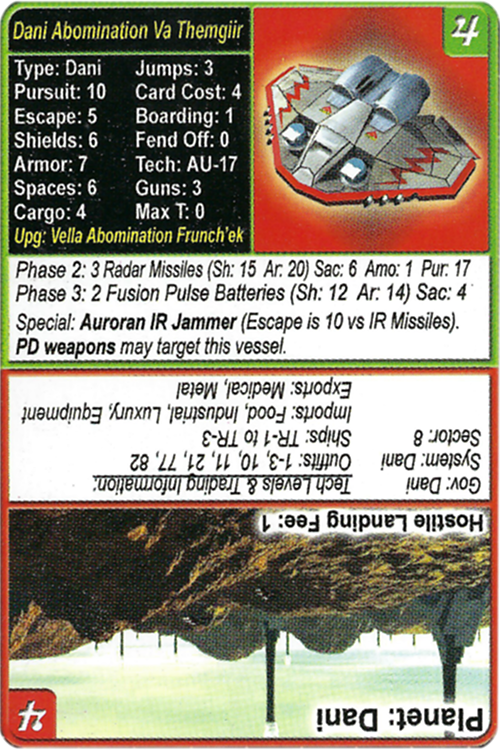 Dani Abomination Va Themgiir
Type: Dani Jumps: 3
Pursuit: 10 Card Cost: 4
Escape: 5 Boarding: 1
Shields: 6 Fend Off: 0
Armor: 7 Tech: AU-17
Spaces: 6 Guns: 3
Cargo: 4 Max T: 0
Upg: Vella Abomination Frunch'ek
Phase 2: 3 Radar Missiles (Sh: 15 Ar: 20) Sac: 6 Amo: 1 Pur: 17
Phase 3: 2 Fusion Pulse Batteries (Sh: 12 Ar: 14) Sac: 4
Special: Auroran IR Jammer (Escape is 10 vs IR Missiles).
PD weapons may target this vessel.
Planet: Dani
Hostile Landing Fee: 1
Gov: Dani
System: Dani
Sector: 8
Tech Levels & Trading Information:
Outfits: 1-3, 10, 11, 21, 77, 82
Ships: TR-1 to TR-3
Imports: Food, Industrial, Luxury, Equipment
Exports: Medical, Metal